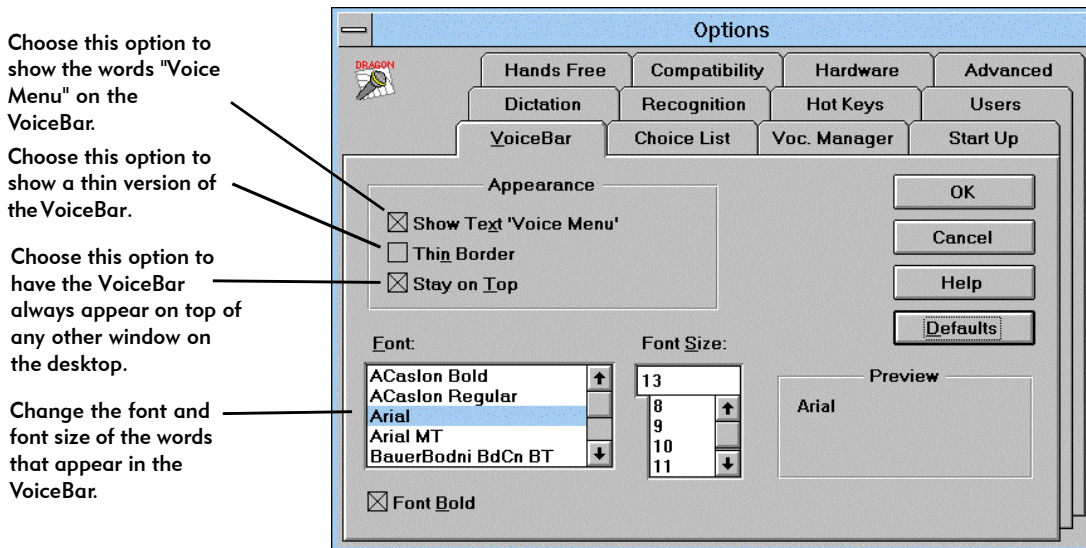 Choose this option to
show the words "Voice
Menu" on the
VoiceBar.
Choose this option to
show a thin version of
the VoiceBar.
Choose this option to
have the VoiceBar
always appear on top of
any other window on
the desktop.
Change the font and
font size of the words
that appear in the
VoiceBar.
Options
DRAGON
Hands Free Compatibility Hardware Advanced
Dictation Recognition Hot Keys Users
VoiceBar Choice List Voc. Manager Start Up
Appearance
Show Text 'Voice Menu'
Thin Border
Stay on Top
OK
Cancel
Help
Defaults
Font:
ACaslon Bold
ACaslon Regular
Arial
Arial MT
BauerBodni BdCn BT
Font Bold
Font Size:
13
8
9
10
11
Preview
Arial